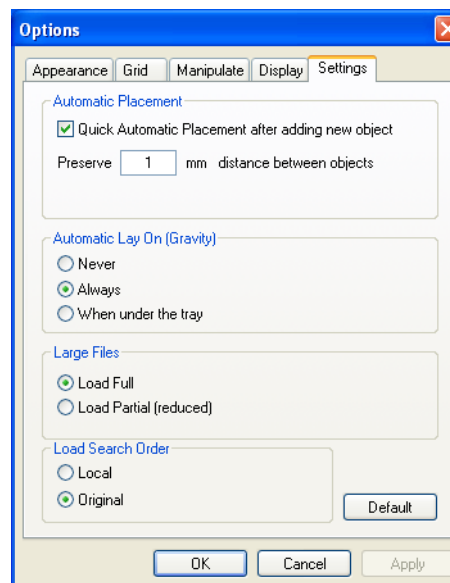 Options
Appearance Grid Manipulate Display Settings
Automatic Placement
Quick Automatic Placement after adding new object
Preserve 1 mm distance between objects
Automatic Lay On (Gravity)
Never
Always
When under the tray
Large Files
Load Full
Load Partial (reduced)
Load Search Order
Local
Original
Default
OK Cancel Apply